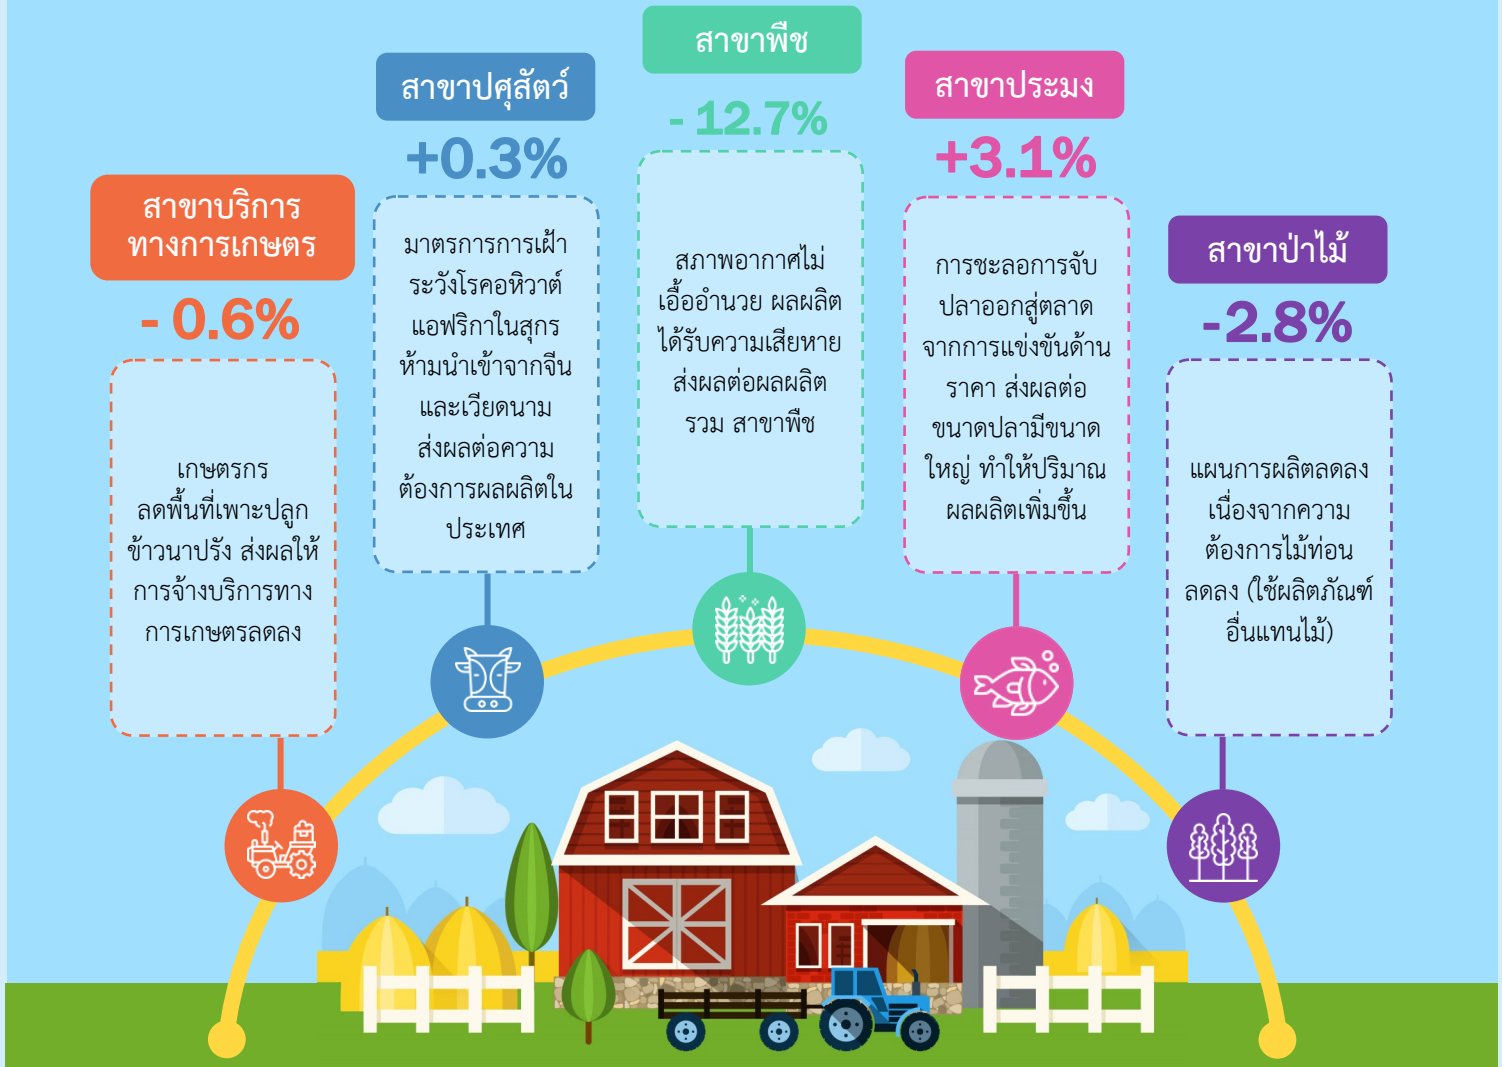 สาขาบริการ
ทางการเกษตร
- 0.6%
เกษตรกร
ลดพื้นที่เพาะปลูก
ข้าวนาปรัง ส่งผลให้
การจ้างบริการทาง
การเกษตรลดลง
สาขาปศุสัตว์
+0.3%
มาตรการการเฝ้า
ระวังโรคอหิวาต์
แอฟริกาในสุกร
ห้ามนำเข้าจากจีน
และเวียดนาม
ส่งผลต่อความ
ต้องการผลผลิตใน
ประเทศ
สาขาพืช
- 12.7%
สภาพอากาศไม่
เอื้ออำนวย ผลผลิต
ได้รับความเสียหาย
ส่งผลต่อผลผลิต
รวม สาขาพืช
สาขาประมง
+3.1%
การชะลอการจับ
ปลาออกสู่ตลาด
จากการแข่งขันด้าน
ราคา ส่งผลต่อ
ขนาดปลามีขนาด
ใหญ่ ทำให้ปริมาณ
ผลผลิตเพิ่มขึ้น
สาขาป่าไม้
-2.8%
แผนการผลิตลดลง
เนื่องจากความ
ต้องการไม้ท่อน
ลดลง (ใช้ผลิตภัณฑ์
อื่นแทนไม้)